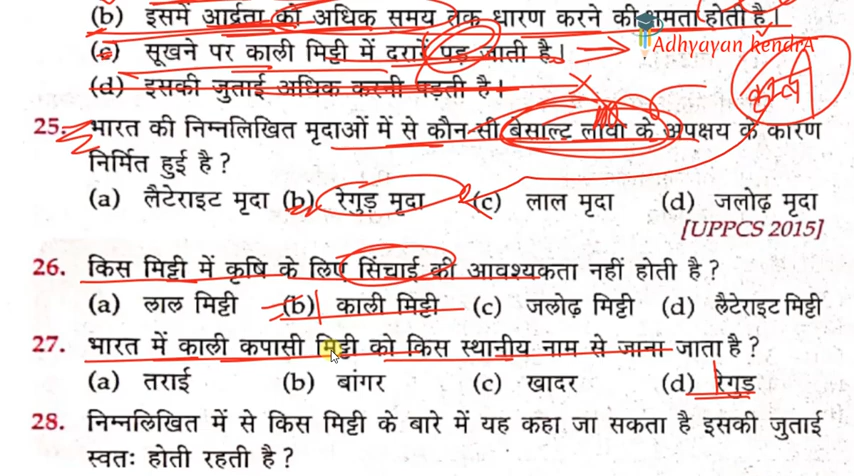 (b) इसमें आर्द्रता को अधिक समय तक धारण करने की क्षमता होती है।
Adhyayan kendrA
(c) सूखने पर काली मिट्टी में दरारें पड़ जाती है।
(d) इसकी जुताई अधिक करनी पड़ती है।
25. भारत की निम्नलिखित मृदाओं में से कौन सी बेसाल्ट लावा के अपक्षय के कारण
निर्मित हुई है ?
(a) लैटेराइट मृदा (b) रेगुड़ मृदा (c) लाल मृदा (d) जलोढ़ मृदा
[UPPCS 2015]
26. किस मिट्टी में कृषि के लिए सिंचाई की आवश्यकता नहीं होती है ?
(a) लाल मिट्टी (b) काली मिट्टी (c) जलोढ़ मिट्टी (d) लैटेराइट मिट्टी
27. भारत में काली कपासी मिट्टी को किस स्थानीय नाम से जाना जाता है ?
(a) तराई (b) बांगर (c) खादर (d) रेगुड़
28. निम्नलिखित में से किस मिट्टी के बारे में यह कहा जा सकता है इसकी जुताई
स्वतः होती रहती है ?